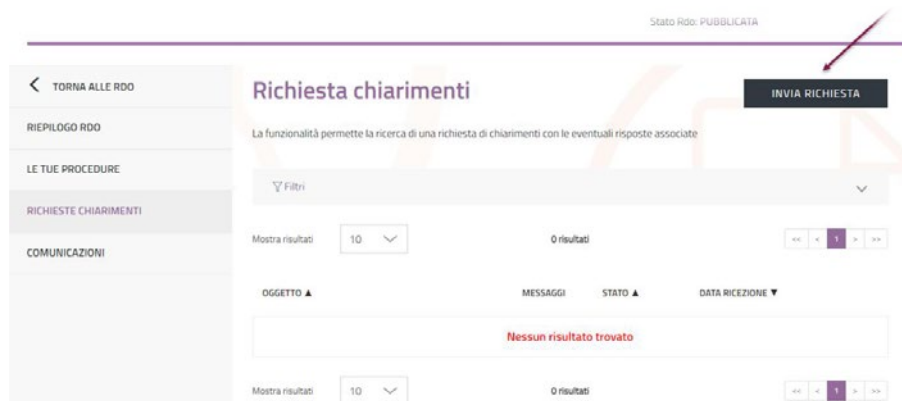 Stato Rdo: PUBBLICATA
TORNA ALLE RDO
RIEPILOGO RDO
LE TUE PROCEDURE
RICHIESTE CHIARIMENTI
COMUNICAZIONI
Richiesta chiarimenti
INVIA RICHIESTA
La funzionalità permette la ricerca di una richiesta di chiarimenti con le eventuali risposte associate
Filtri
Mostra risultati 10 0 risultati << < 1 > >>
OGGETTO ▲ MESSAGGI STATO ▲ DATA RICEZIONE ▼
Nessun risultato trovato
Mostra risultati 10 0 risultati << < 1 > >>